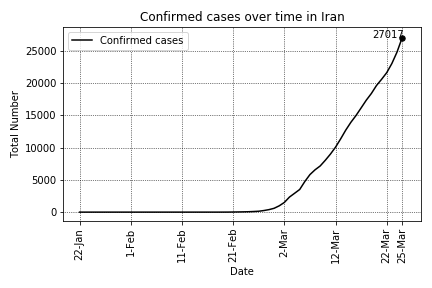 Confirmed cases over time in Iran
27017
Confirmed cases
Total Number
25000
20000
15000
10000
5000
0
22-Jan
1-Feb
11-Feb
21-Feb
2-Mar
12-Mar
22-Mar
25-Mar
Date